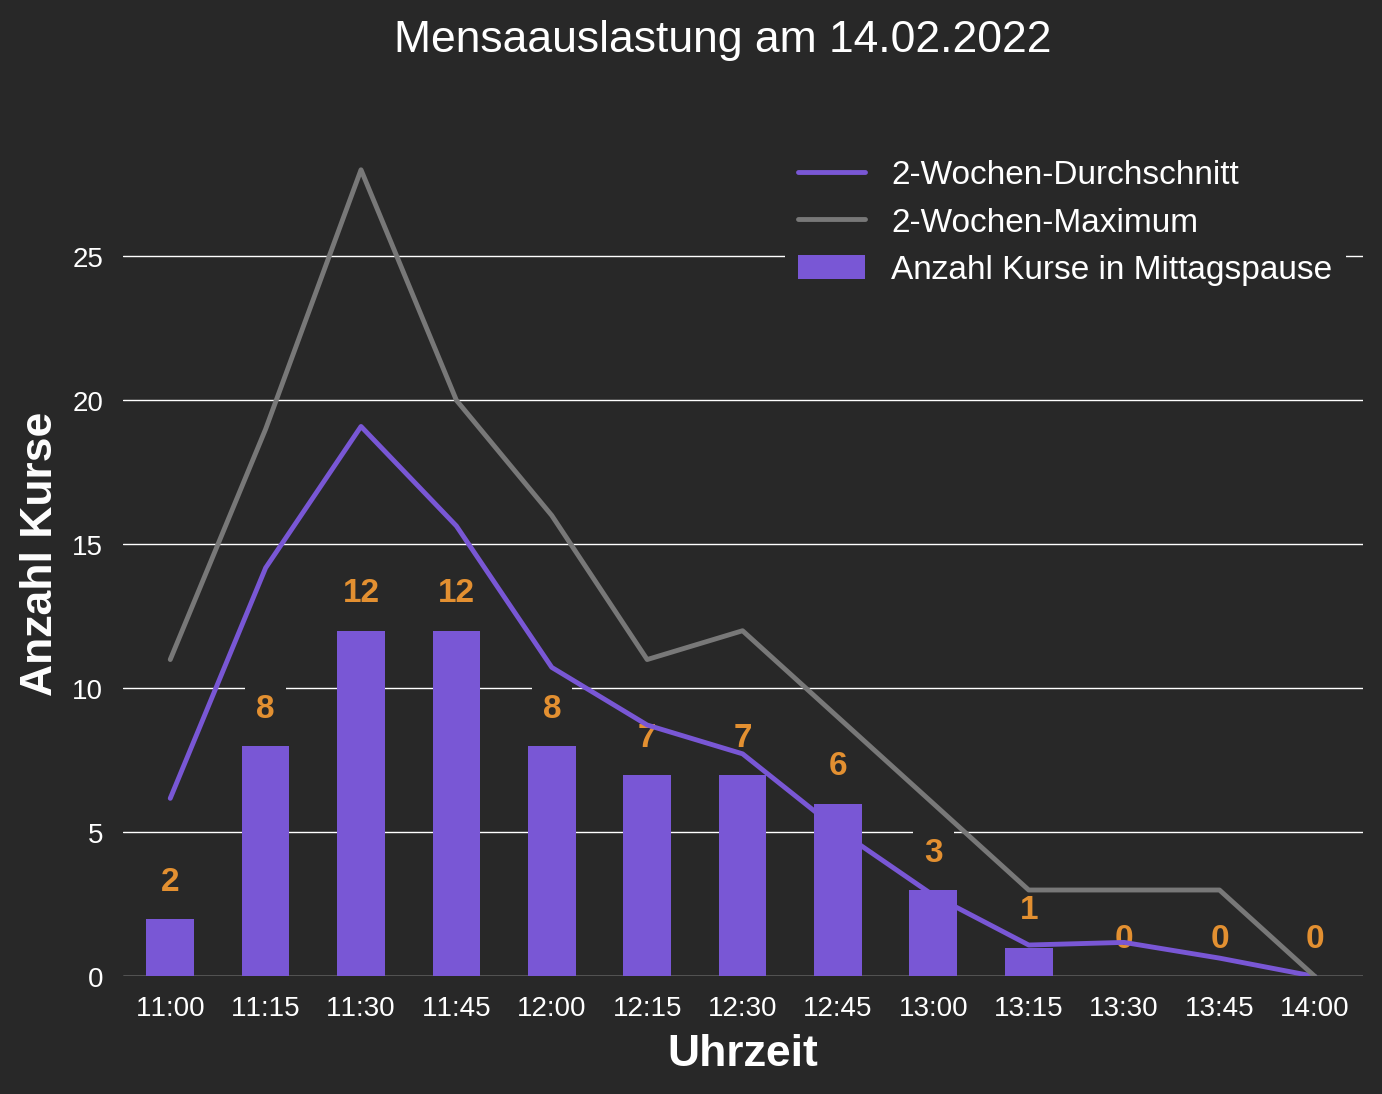 Mensaauslastung am 14.02.2022
2-Wochen-Durchschnitt
2-Wochen-Maximum
Anzahl Kurse in Mittagspause
Anzahl Kurse
25
20
15
10
5
0
2
8
12
12
8
7
7
6
3
1
0
0
0
11:00 11:15 11:30 11:45 12:00 12:15 12:30 12:45 13:00 13:15 13:30 13:45 14:00
Uhrzeit